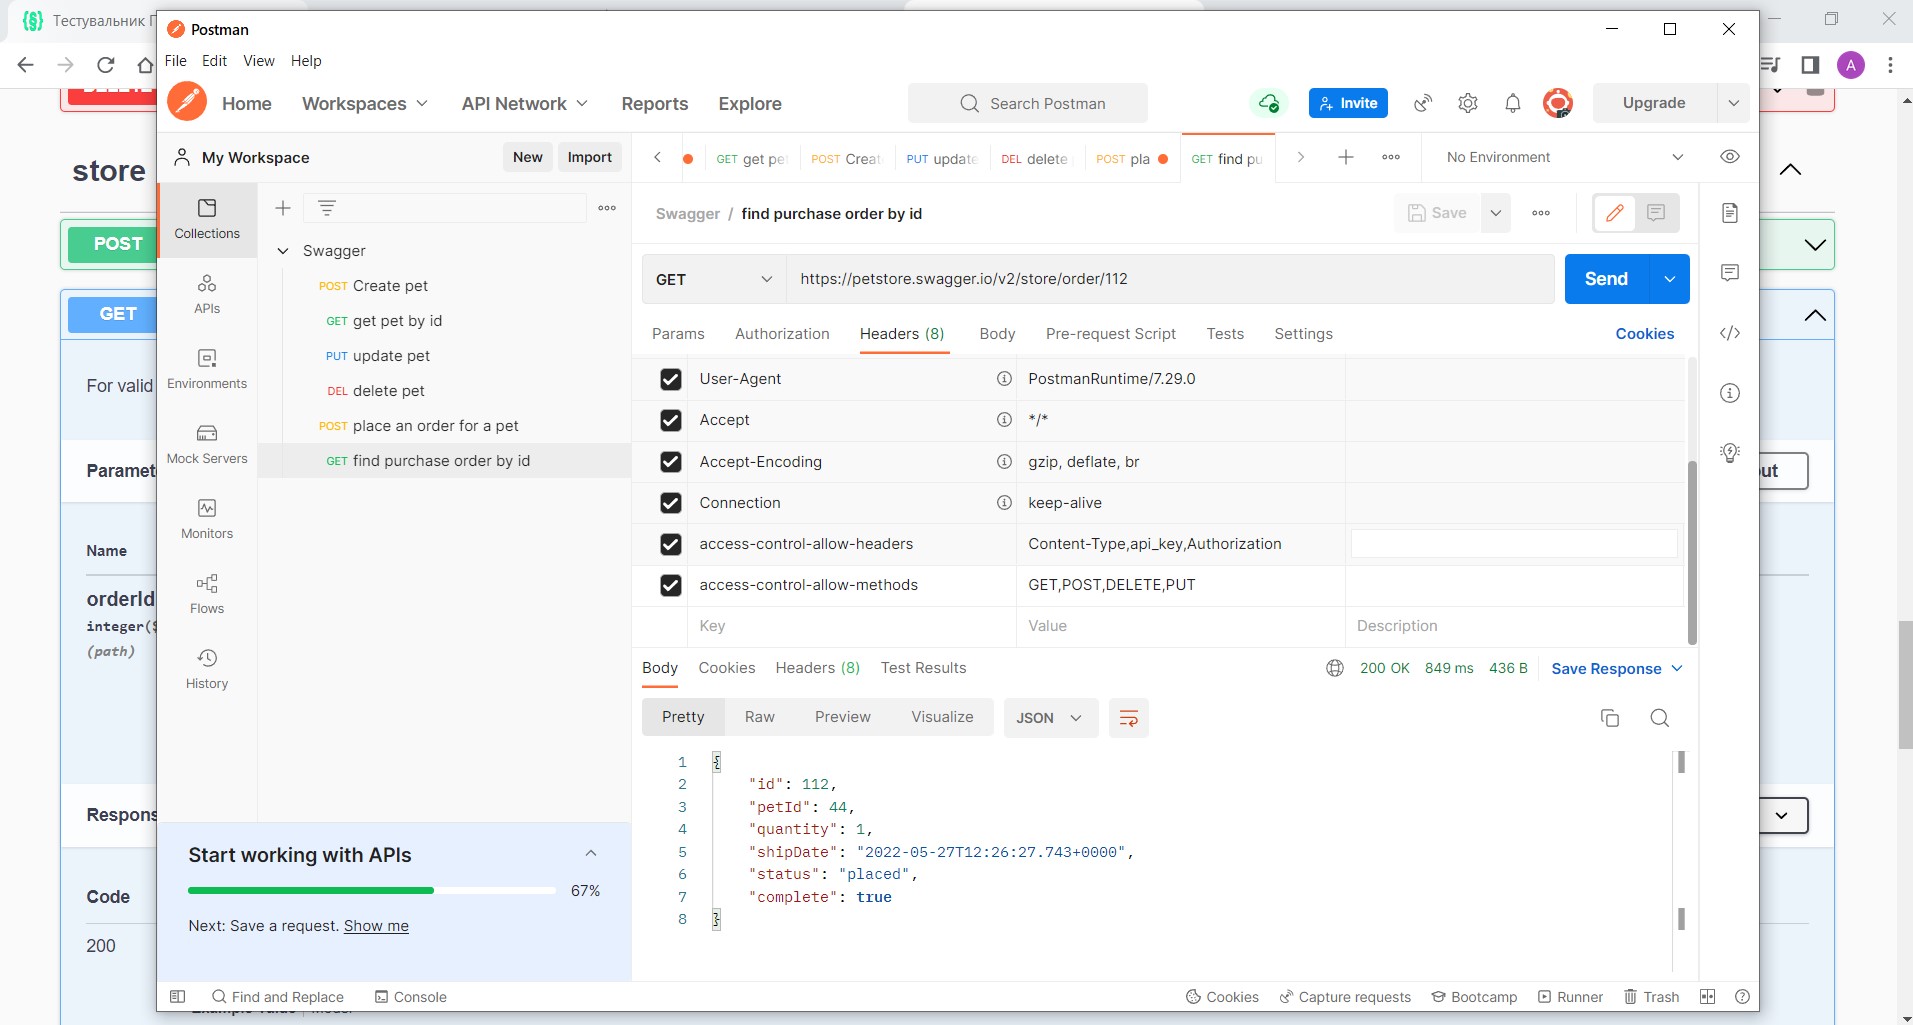 Тестувальник
Postman
File Edit View Help
Home Workspaces API Network Reports Explore
Search Postman
Invite
Upgrade
A
My Workspace
New Import
GET get pe
POST Creat
PUT update
DEL delete
POST pla
GET find pu
No Environment
Collections
APIs
Environments
Mock Servers
Monitors
Flows
History
Swagger
POST Create pet
GET get pet by id
PUT update pet
DEL delete pet
POST place an order for a pet
GET find purchase order by id
Start working with APIs
67%
Next: Save a request. Show me
Swagger / find purchase order by id
Save
GET https://petstore.swagger.io/v2/store/order/112
Send
Params Authorization Headers (8) Body Pre-request Script Tests Settings Cookies
User-Agent PostmanRuntime/7.29.0
Accept */*
Accept-Encoding gzip, deflate, br
Connection keep-alive
access-control-allow-headers Content-Type,api_key,Authorization
access-control-allow-methods GET,POST,DELETE,PUT
Key Value Description
Body Cookies Headers (8) Test Results
200 OK 849 ms 436 B Save Response
Pretty Raw Preview Visualize JSON
1 {
2 "id": 112,
3 "petId": 44,
4 "quantity": 1,
5 "shipDate": "2022-05-27T12:26:27.743+0000",
6 "status": "placed",
7 "complete": true
8 }
Find and Replace Console
Cookies Capture requests Bootcamp Runner Trash
store
POST
GET
For valid
Paramet
ut
Name
orderId
integer($
(path)
Respons
Code
200